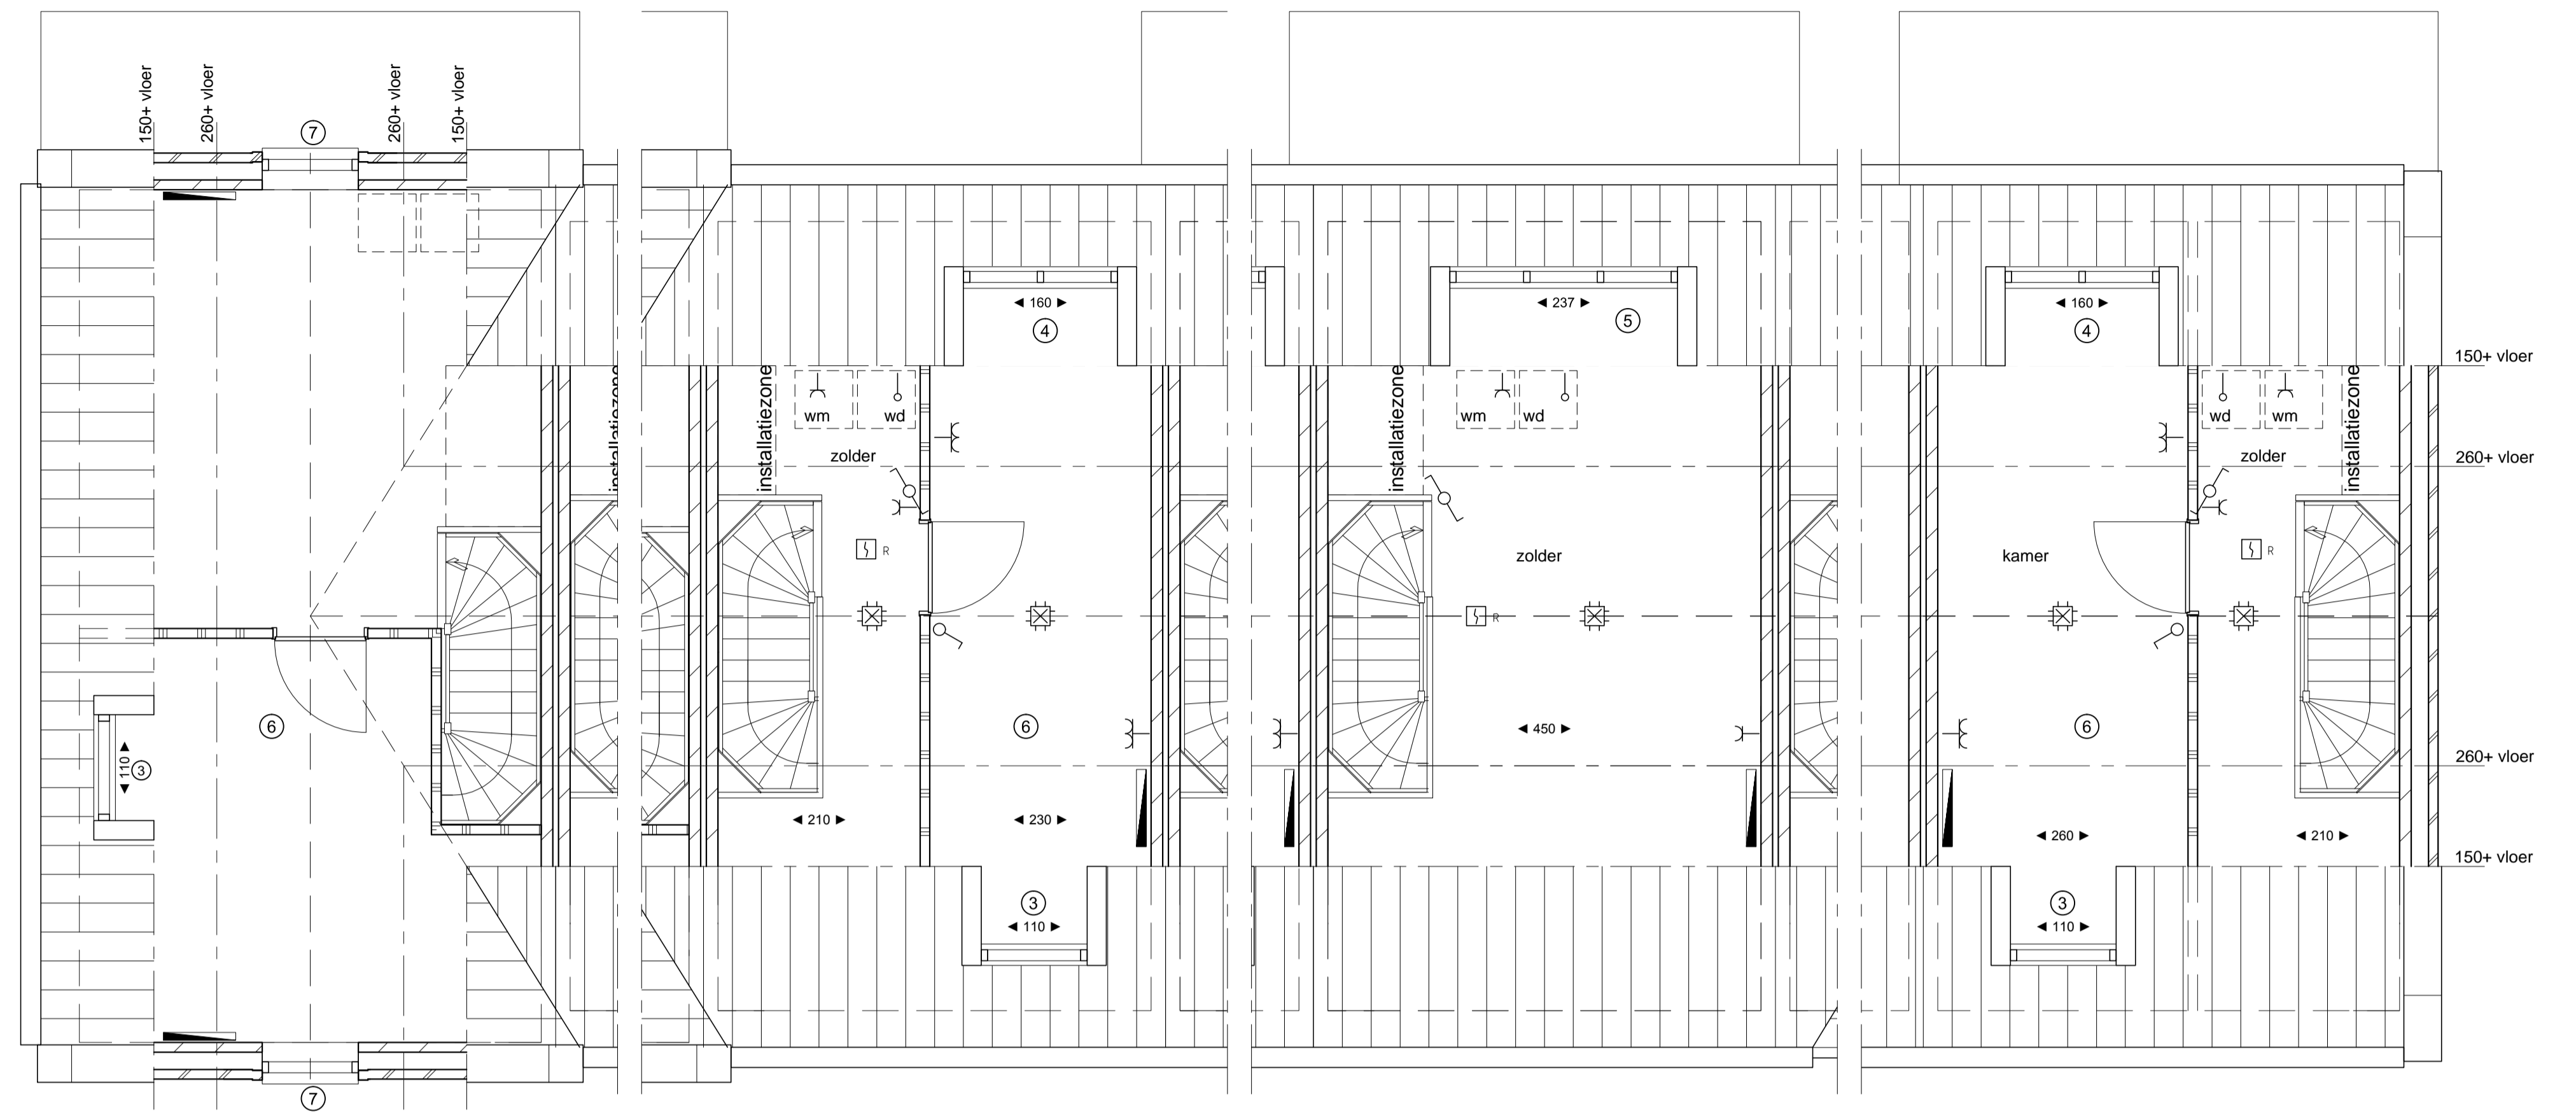 150+ vloer
260+ vloer
260+ vloer
150+ vloer
7
◄ 160 ►
4
◄ 237 ►
5
◄ 160 ►
4
150+ vloer
installatiezone
installatiezone
wm
wd
installatiezone
wm
wd
wd
wm
installatiezone
zolder
zolder
260+ vloer
R
zolder
kamer
R
R
6
6
◄ 450 ►
6
◄ 110 ►
3
260+ vloer
◄ 210 ►
◄ 230 ►
◄ 260 ►
◄ 210 ►
150+ vloer
3
◄ 110 ►
3
◄ 110 ►
7